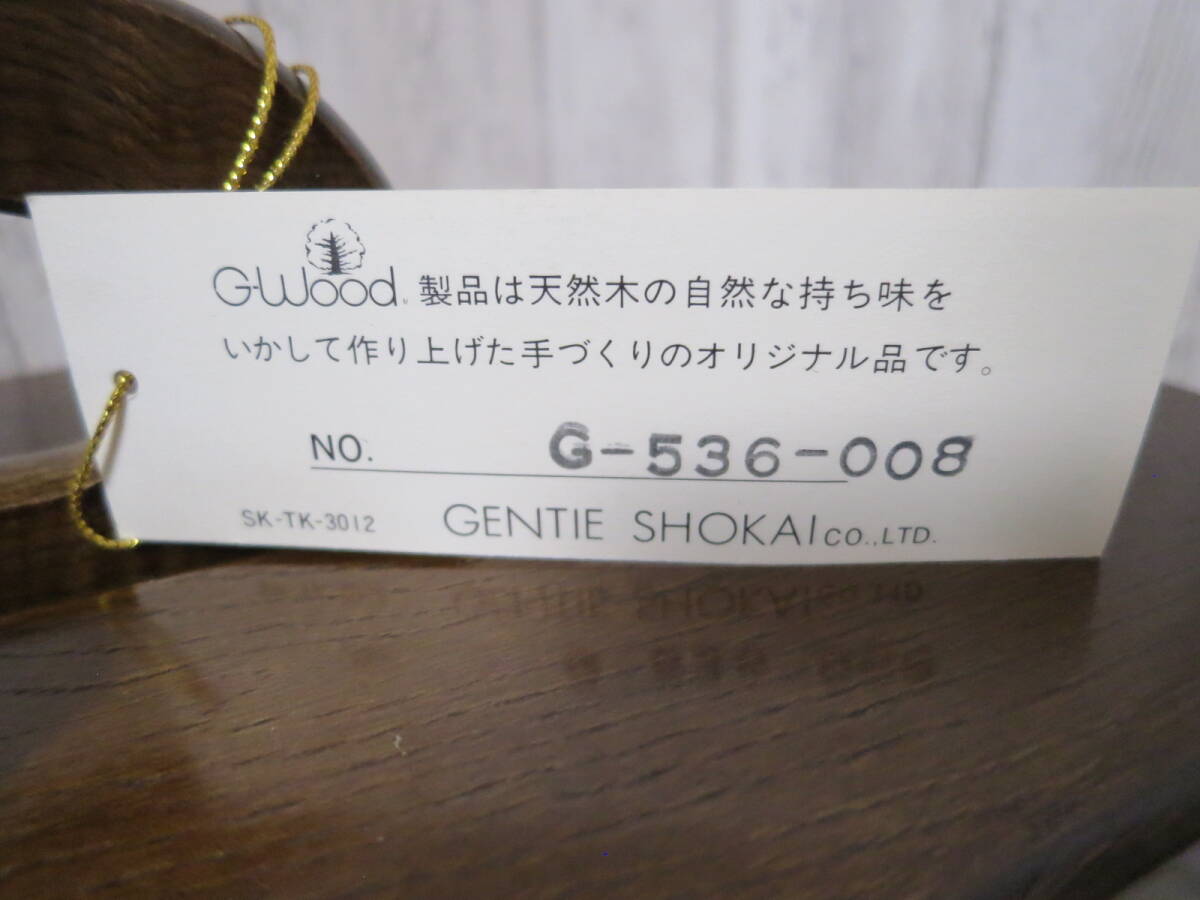 G-Wood 製品は天然木の自然な持ち味を
いかして作り上げた手づくりのオリジナル品です。
NO. G-536-008
SK-TK-3012 GENTIE SHOKAI CO.,LTD.